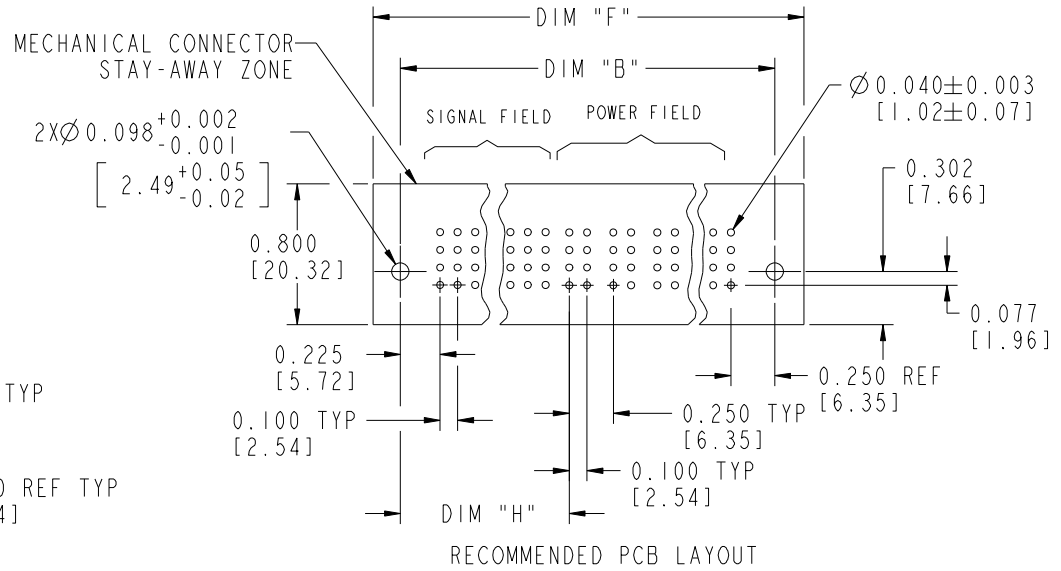 DIM "F"
MECHANICAL CONNECTOR
STAY-AWAY ZONE
DIM "B"
Ø0.040±0.003
[1.02±0.07]
SIGNAL FIELD
POWER FIELD
2XØ0.098 +0.002
-0.001
[2.49 +0.05
-0.02]
0.302
[7.66]
0.800
[20.32]
0.077
[1.96]
0.225
[5.72]
0.250 REF
[6.35]
TYP
0.100 TYP
[2.54]
0.250 TYP
[6.35]
0.100 TYP
[2.54]
REF TYP
4]
DIM "H"
RECOMMENDED PCB LAYOUT